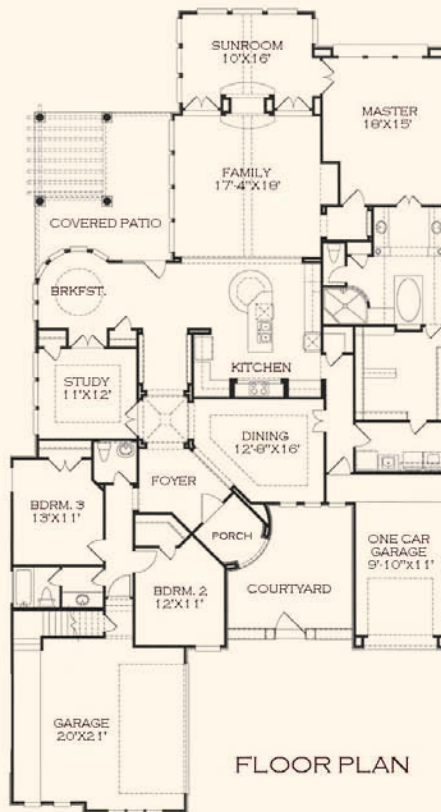 SUNROOM
10'X16'
MASTER
18'X15'
FAMILY
17'-4"X18'
COVERED PATIO
BRKFST.
KITCHEN
STUDY
11'X12'
DINING
12'-8"X16'
FOYER
BDRM. 3
13'X11'
PORCH
ONE CAR
GARAGE
9'-10"X11'
BDRM. 2
12'X11'
COURTYARD
GARAGE
20'X21'
FLOOR PLAN